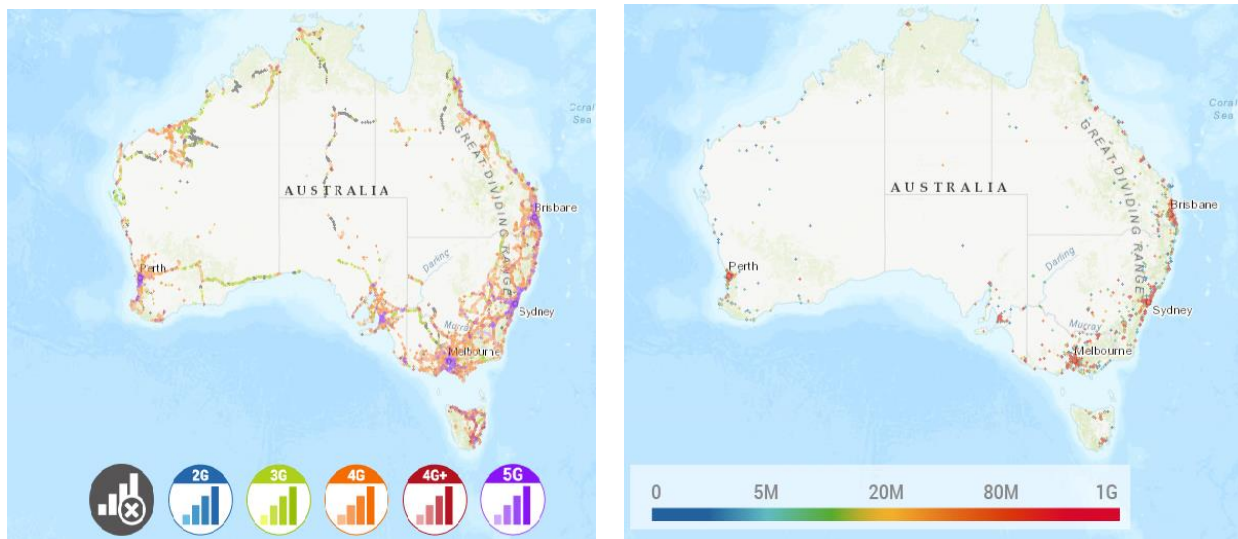 Coral
Sea
GREAT DIVIDING RANGE
AUSTRALIA
Brisbane
Perth
Darling
Sydney
Murray
Melbourne
2G
3G
4G
4G+
5G
Coral
Sea
GREAT DIVIDING RANGE
AUSTRALIA
Brisbane
Perth
Darling
Sydney
Murray
Melbourne
0 5M 20M 80M 1G